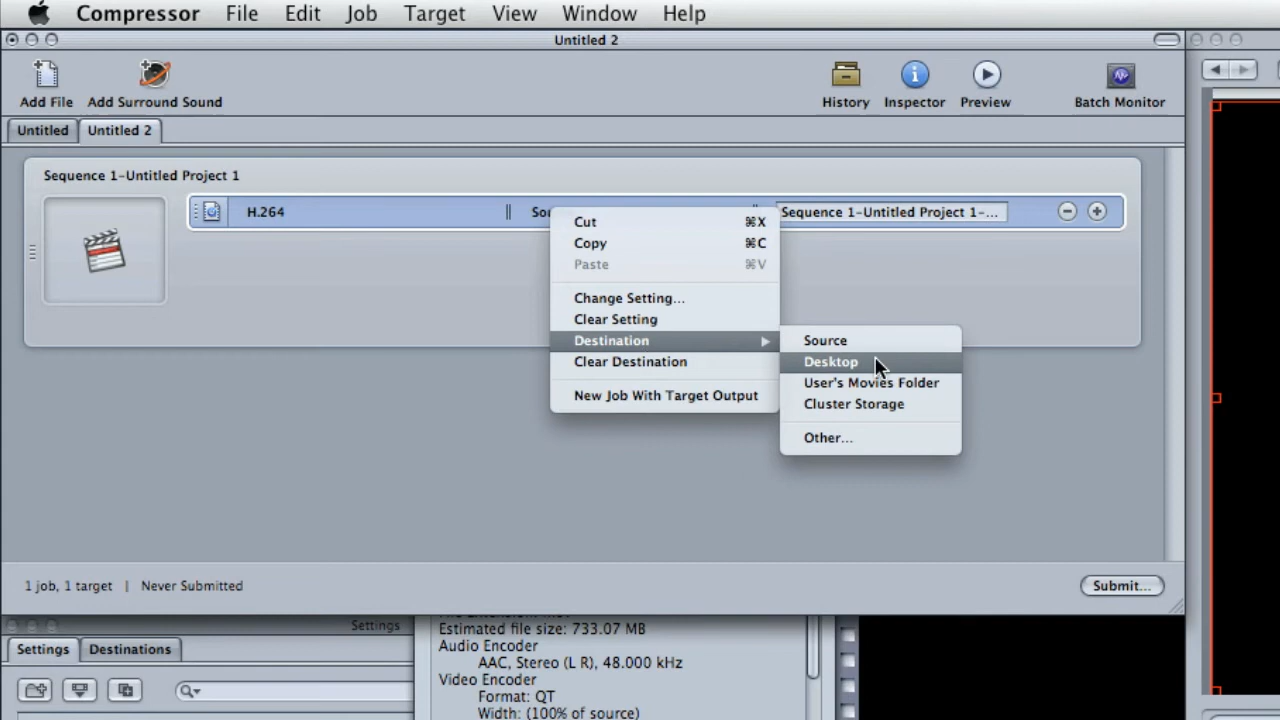 Compressor File Edit Job Target View Window Help
Untitled 2
Add File Add Surround Sound History Inspector Preview Batch Monitor
Untitled Untitled 2
Sequence 1-Untitled Project 1
H.264 Sequence 1-Untitled Project 1-...
Cut ⌘X
Copy ⌘C
Paste ⌘V
Change Setting...
Clear Setting
Destination
Clear Destination
New Job With Target Output
Source
Desktop
User's Movies Folder
Cluster Storage
Other...
1 job, 1 target | Never Submitted Submit...
Settings
Settings Destinations
Estimated file size: 733.07 MB
Audio Encoder
AAC, Stereo (L R), 48.000 kHz
Video Encoder
Format: QT
Width: (100% of source)